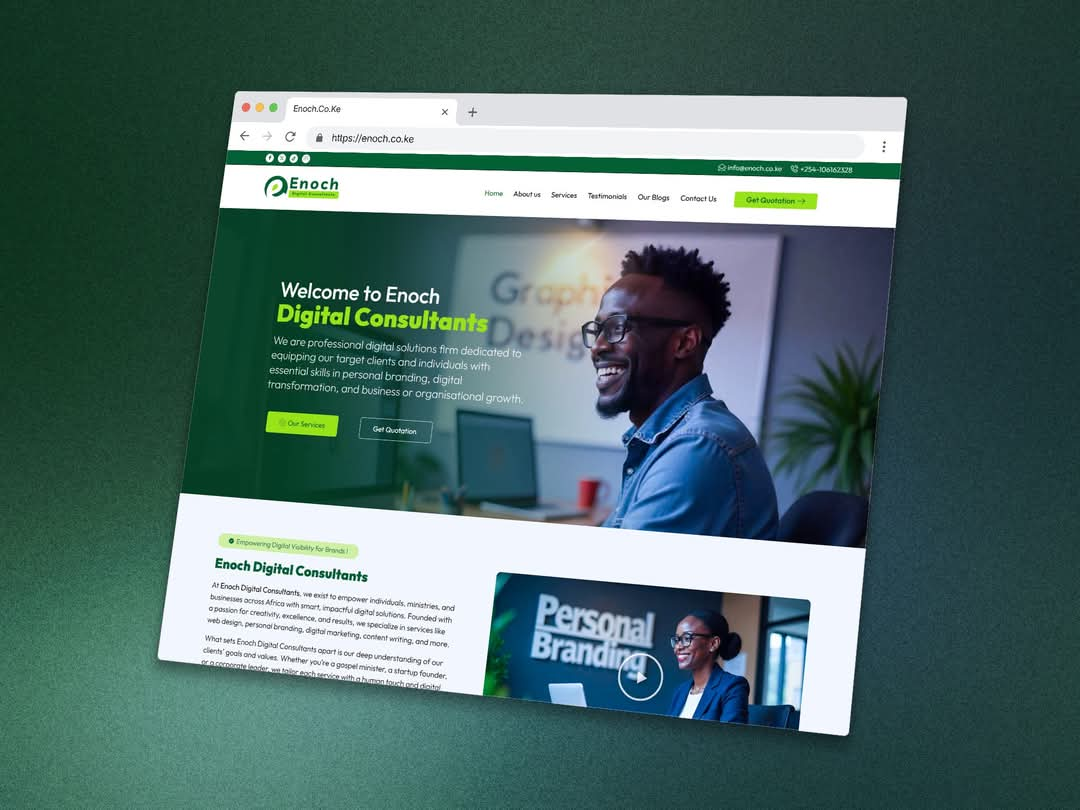 Enoch.Co.Ke
https://enoch.co.ke
info@enoch.co.ke +254-106162328
Enoch
Digital Consultants
Home About us Services Testimonials Our Blogs Contact Us Get Quotation
Graphic
Design
Welcome to Enoch
Digital Consultants
We are professional digital solutions firm dedicated to
equipping our target clients and individuals with
essential skills in personal branding, digital
transformation, and business or organisational growth.
Our Services Get Quotation
Empowering Digital Visibility for Brands !
Enoch Digital Consultants
At Enoch Digital Consultants, we exist to empower individuals, ministries, and
businesses across Africa with smart, impactful digital solutions. Founded with
a passion for creativity, excellence, and results, we specialize in services like
web design, personal branding, digital marketing, content writing, and more.
What sets Enoch Digital Consultants apart is our deep understanding of our
clients' goals and values. Whether you're a gospel minister, a startup founder,
or a corporate leader, we tailor each service with a human touch and digital
Personal
Branding